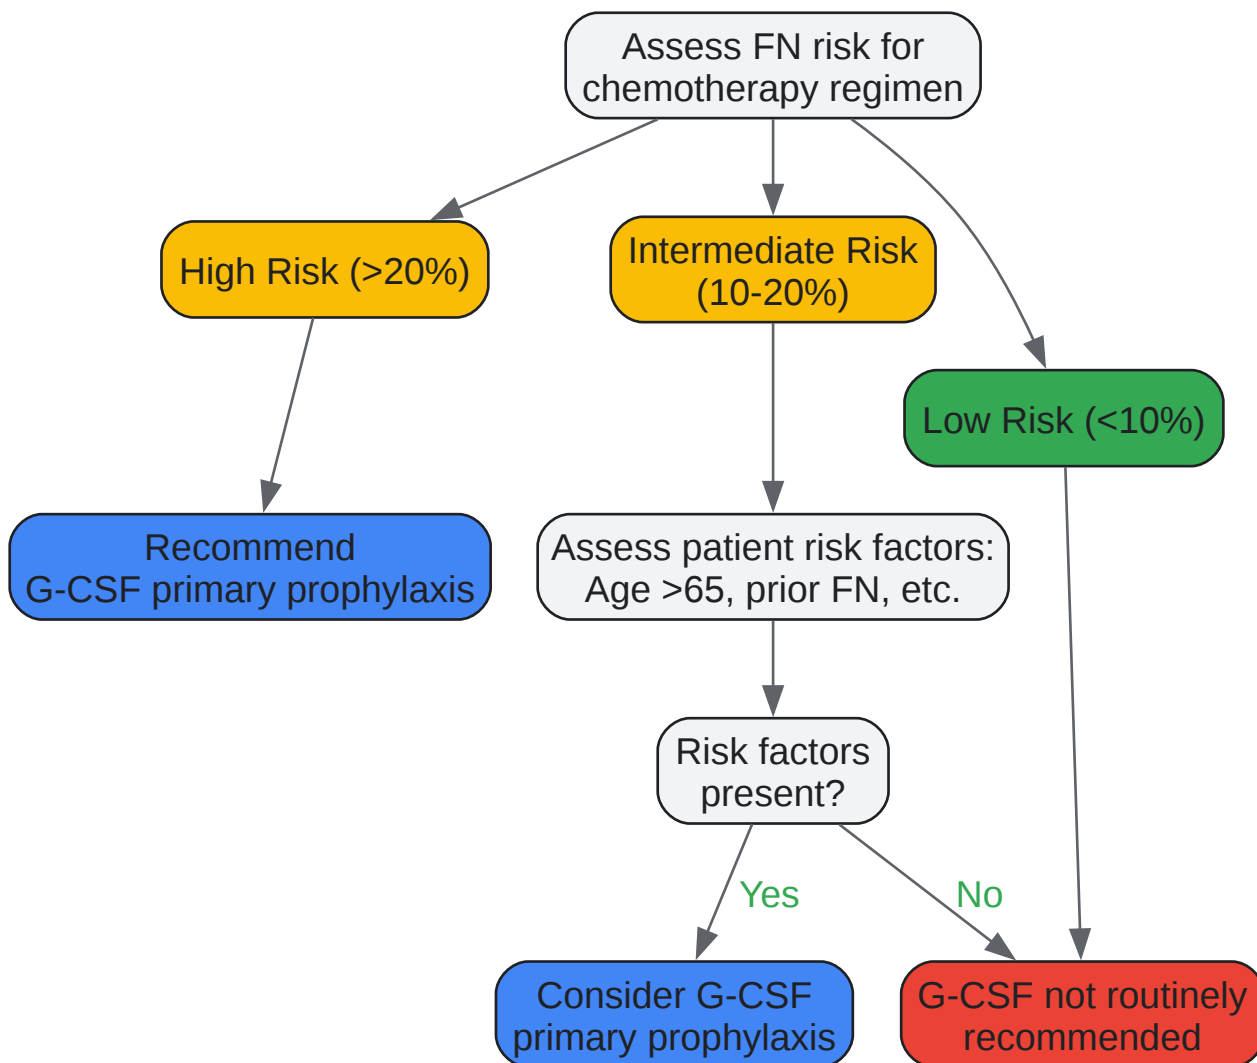 Assess FN risk for
chemotherapy regimen
High Risk (>20%)
Intermediate Risk
(10-20%)
Low Risk (<10%)
Recommend
G-CSF primary prophylaxis
Assess patient risk factors:
Age >65, prior FN, etc.
Risk factors
present?
Yes
No
Consider G-CSF
primary prophylaxis
G-CSF not routinely
recommended